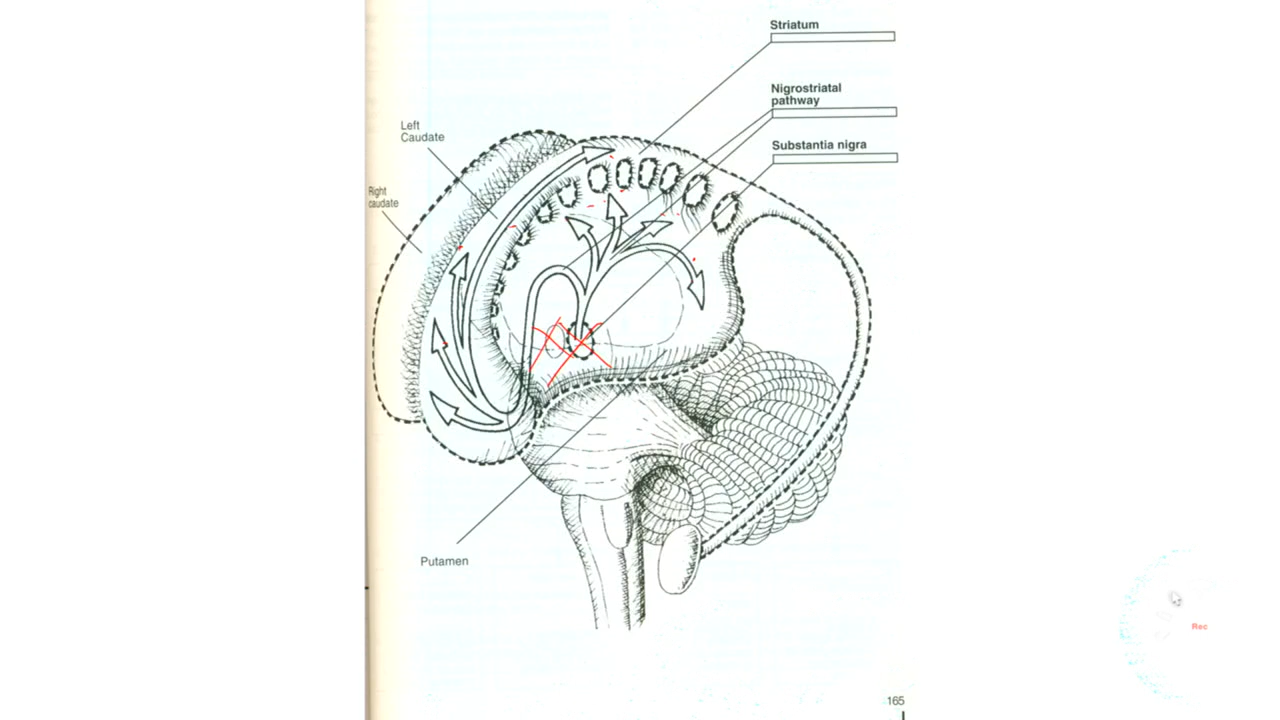 Striatum
Nigrostriatal
pathway
Left
Caudate
Substantia nigra
Right
caudate
Putamen
Rec
165